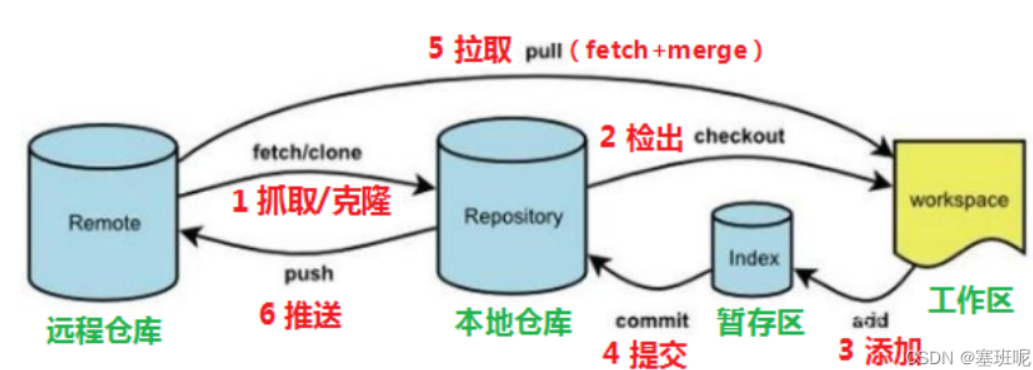 5 拉取 pull（fetch+merge）
2 检出 checkout
fetch/clone
1 抓取/克隆
Remote
Repository
workspace
Index
push
6 推送
远程仓库
本地仓库
commit
4 提交
暂存区
add
3 添加
工作区
CSDN @塞班呢